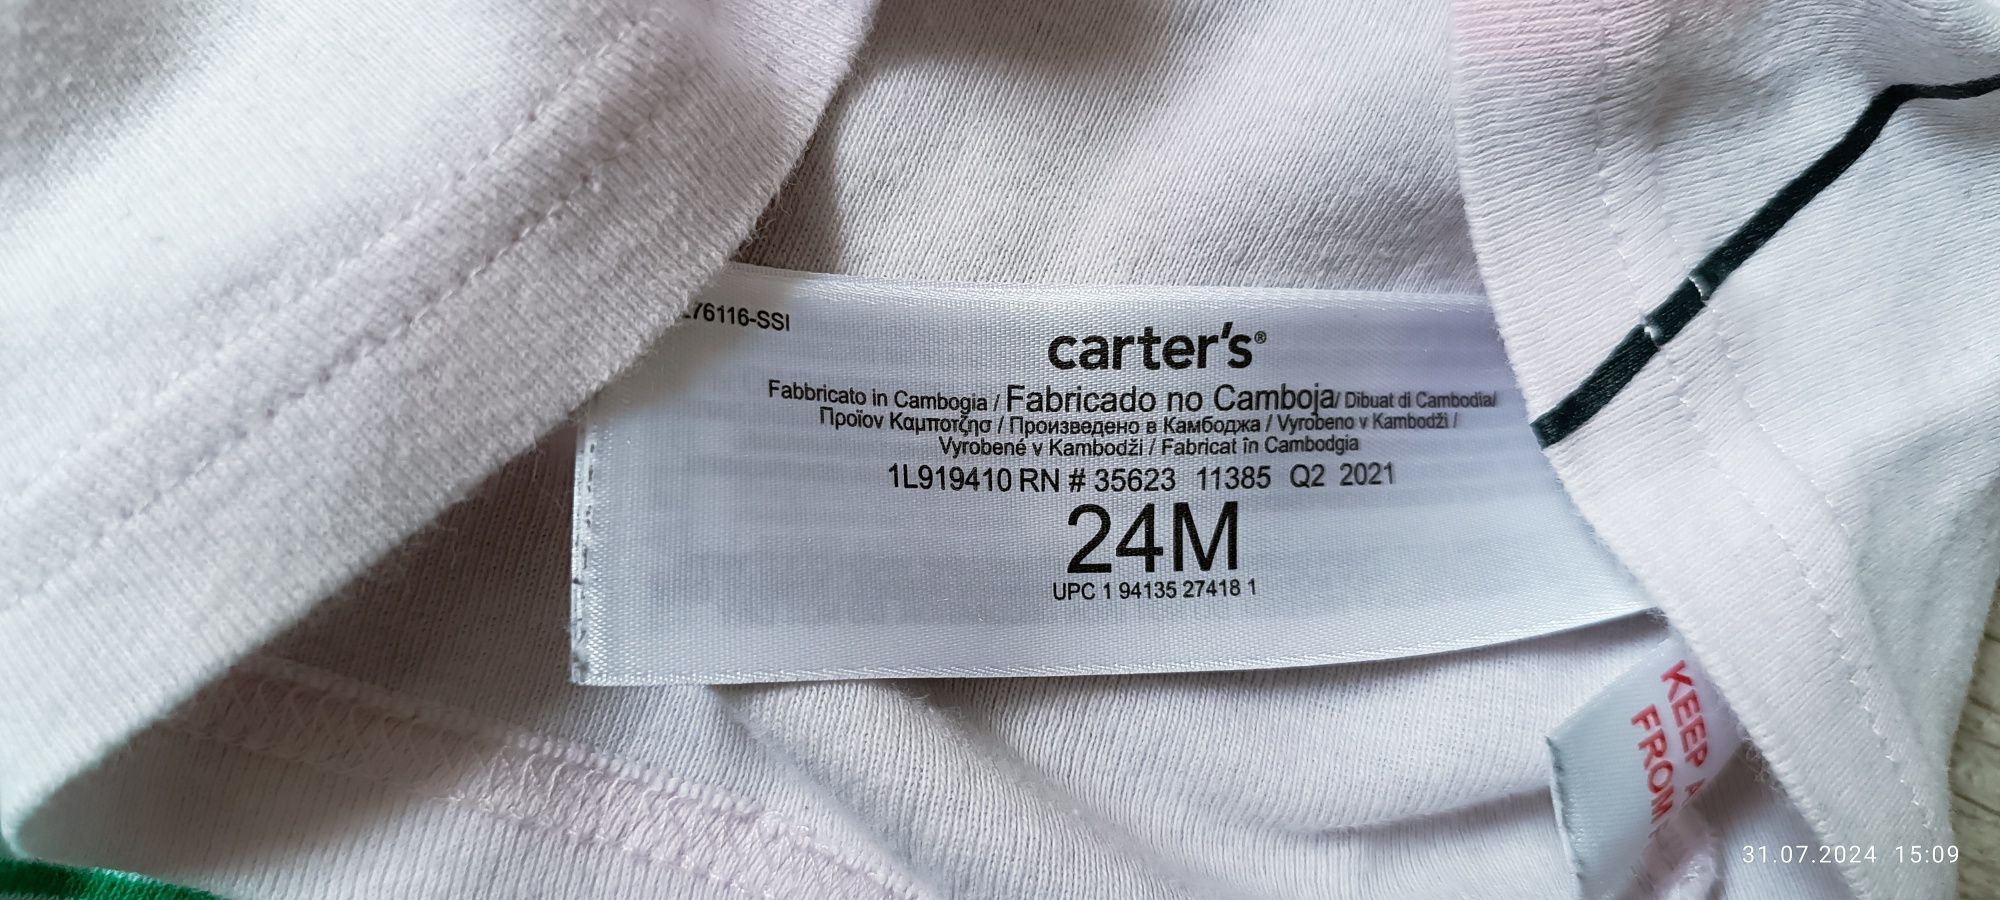 76116-SSI
carter's®
Fabbricato in Cambogia / Fabricado no Camboja/ Dibuat di Cambodia/
Προϊον Καμποτζησ / Произведено в Камбоджа / Vyrobeno v Kambodži /
Vyrobené v Kambodži / Fabricat în Cambodgia
1L919410 RN # 35623 11385 Q2 2021
24M
UPC 1 94135 27418 1
KEEP A
FROM
31.07.2024 15:09